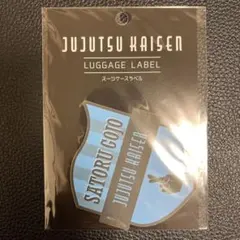 JUJUTSU KAISEN
LUGGAGE LABEL
スーツケースラベル
SATORU GOJO
JUJUTSU KAISEN